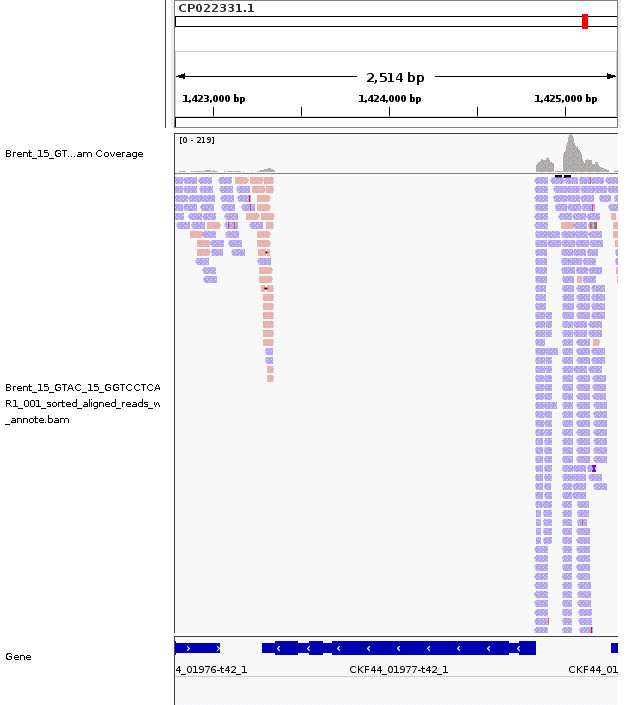 CP022331.1
2,514 bp
1,423,000 bp 1,424,000 bp 1,425,000 bp
[0 - 219]
Brent_15_GT...am Coverage
Brent_15_GTAC_15_GGTCCTCA
R1_001_sorted_aligned_reads_w
_annote.bam
Gene
4_01976-t42_1 CKF44_01977-t42_1 CKF44_01